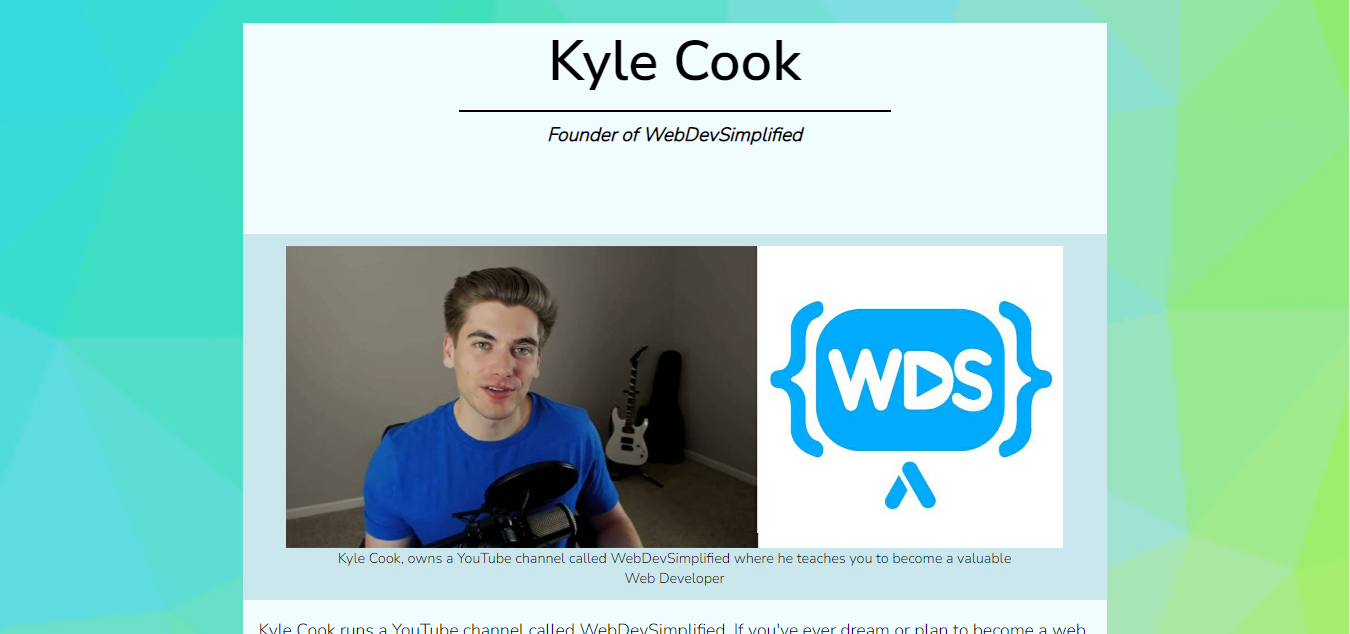 Kyle Cook
Founder of WebDevSimplified
WDS
Kyle Cook, owns a YouTube channel called WebDevSimplified where he teaches you to become a valuable
Web Developer
Kyle Cook runs a YouTube channel called WebDevSimplified. If you've ever dream or plan to become a web